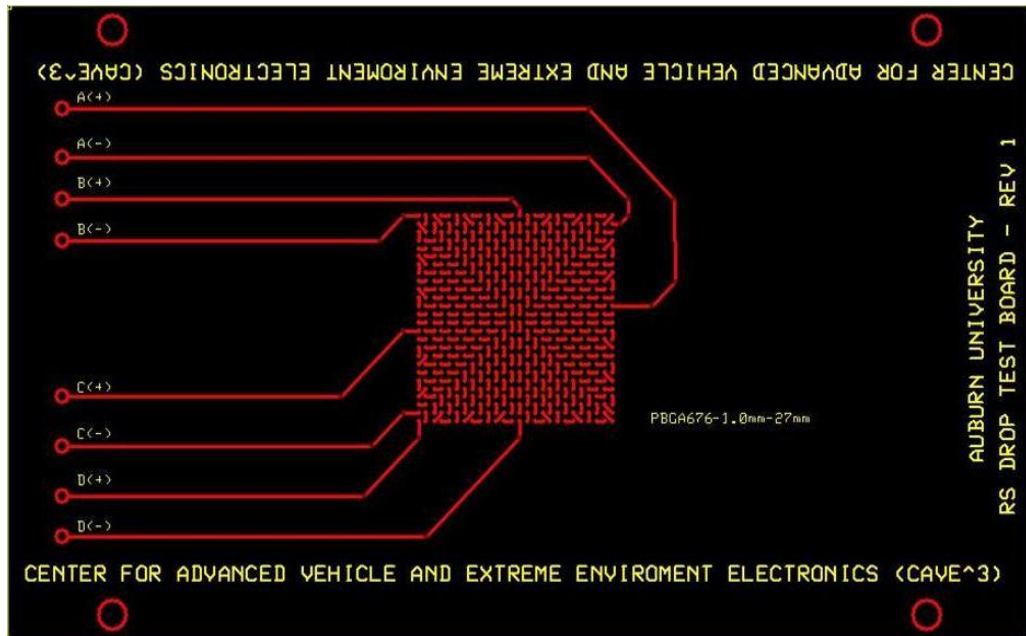 CENTER FOR ADVANCED VEHICLE AND EXTREME ENVIROMENT ELECTRONICS (CAVE^3)
A(+)
A(-)
B(+)
B(-)
C(+)
C(-)
D(+)
D(-)
PBGA676-1.0mm-27mm
AUBURN UNIVERSITY
RS DROP TEST BOARD - REV 1
CENTER FOR ADVANCED VEHICLE AND EXTREME ENVIROMENT ELECTRONICS (CAVE^3)